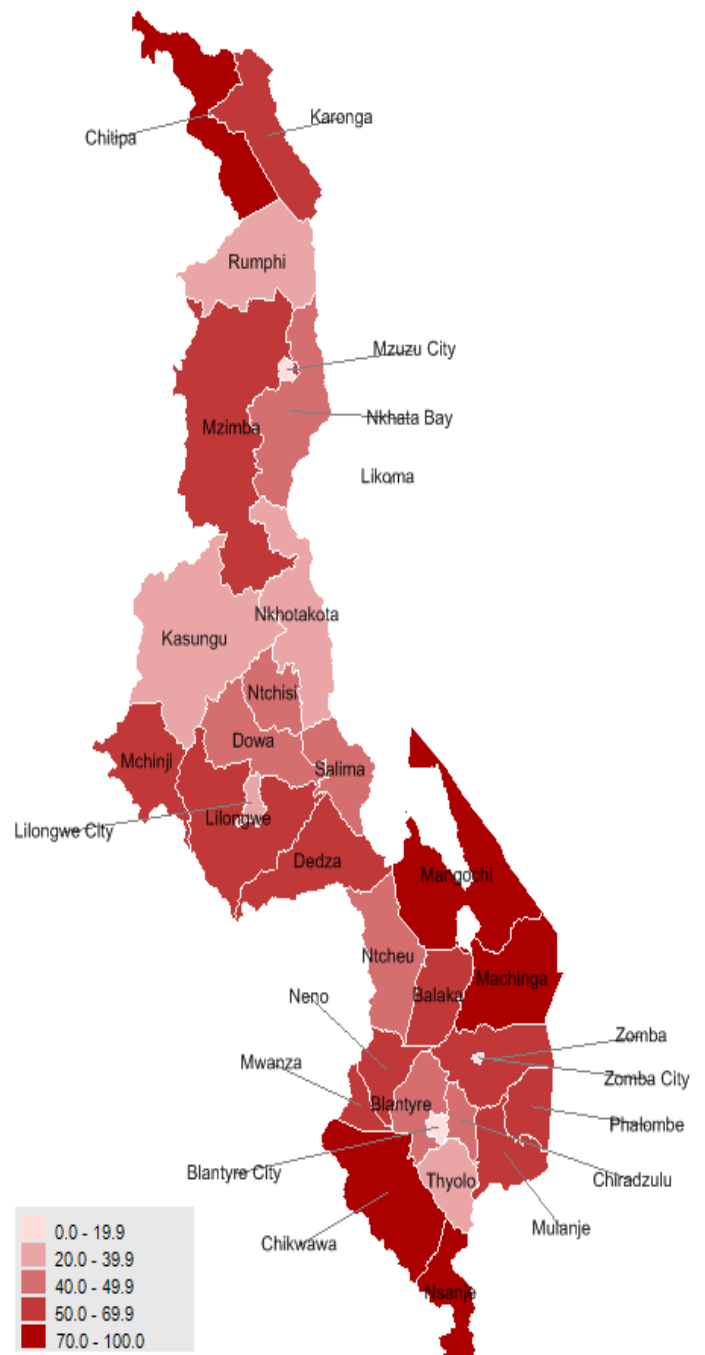 Karonga
Chitipa
Rumphi
Mzuzu City
Nkhata Bay
Mzimba
Likoma
Nkhotakota
Kasungu
Ntchisi
Dowa
Mchinji
Salima
Lilongwe City
Lilongwe
Dedza
Mangochi
Ntcheu
Machinga
Neno
Balaka
Zomba
Mwanza
Zomba City
Blantyre
Phalombe
Blantyre City
Thyolo
Chiradzulu
Mulanje
Chikwawa
Nsanje
0.0 - 19.9
20.0 - 39.9
40.0 - 49.9
50.0 - 69.9
70.0 - 100.0